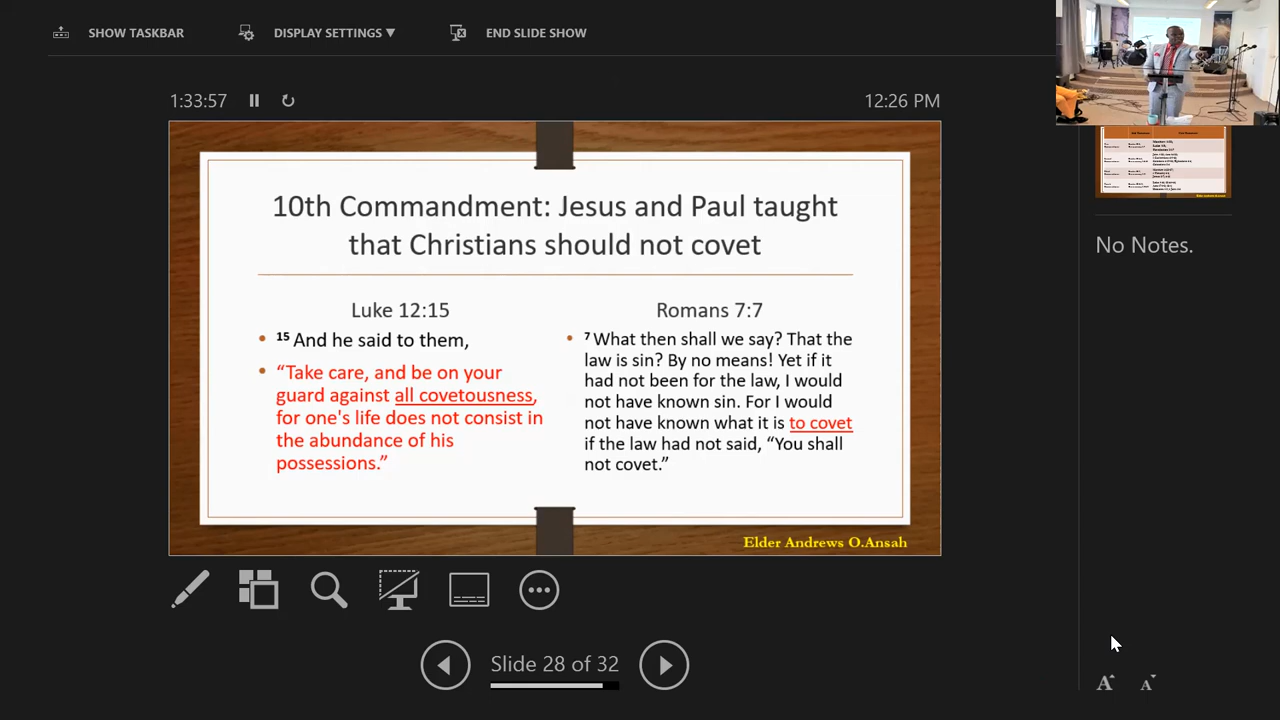 SHOW TASKBAR
DISPLAY SETTINGS ▼
END SLIDE SHOW
1:33:57
12:26 PM
10th Commandment: Jesus and Paul taught
that Christians should not covet
Luke 12:15
• 15 And he said to them,
• “Take care, and be on your
guard against all covetousness,
for one's life does not consist in
the abundance of his
possessions.”
Romans 7:7
• 7 What then shall we say? That the
law is sin? By no means! Yet if it
had not been for the law, I would
not have known sin. For I would
not have known what it is to covet
if the law had not said, “You shall
not covet.”
Elder Andrews O.Ansah
No Notes.
Slide 28 of 32
A A